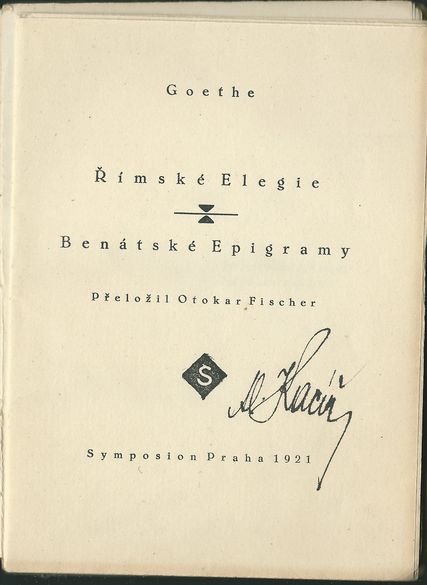 Goethe
Římské Elegie
Benátské Epigramy
Přeložil Otokar Fischer
S
Symposion Praha 1921